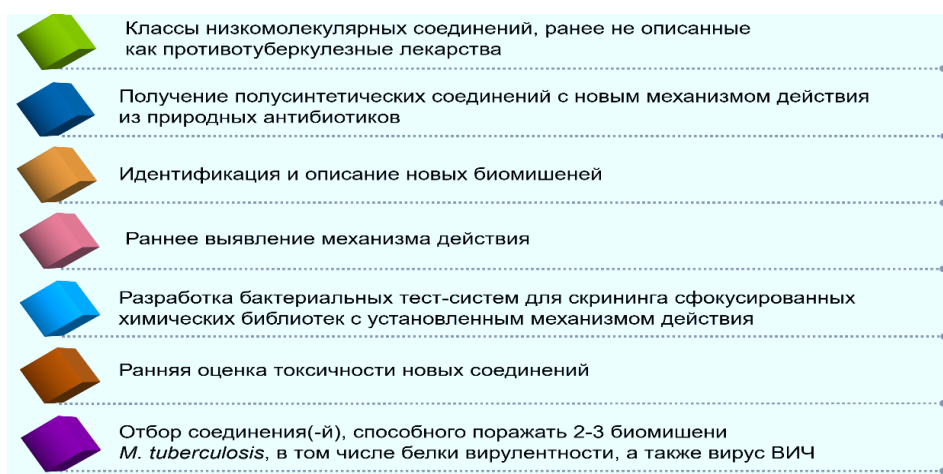 Классы низкомолекулярных соединений, ранее не описанные
как противотуберкулезные лекарства
Получение полусинтетических соединений с новым механизмом действия
из природных антибиотиков
Идентификация и описание новых биомишеней
Раннее выявление механизма действия
Разработка бактериальных тест-систем для скрининга сфокусированных
химических библиотек с установленным механизмом действия
Ранняя оценка токсичности новых соединений
Отбор соединения(-й), способного поражать 2-3 биомишени
M. tuberculosis, в том числе белки вирулентности, а также вирус ВИЧ